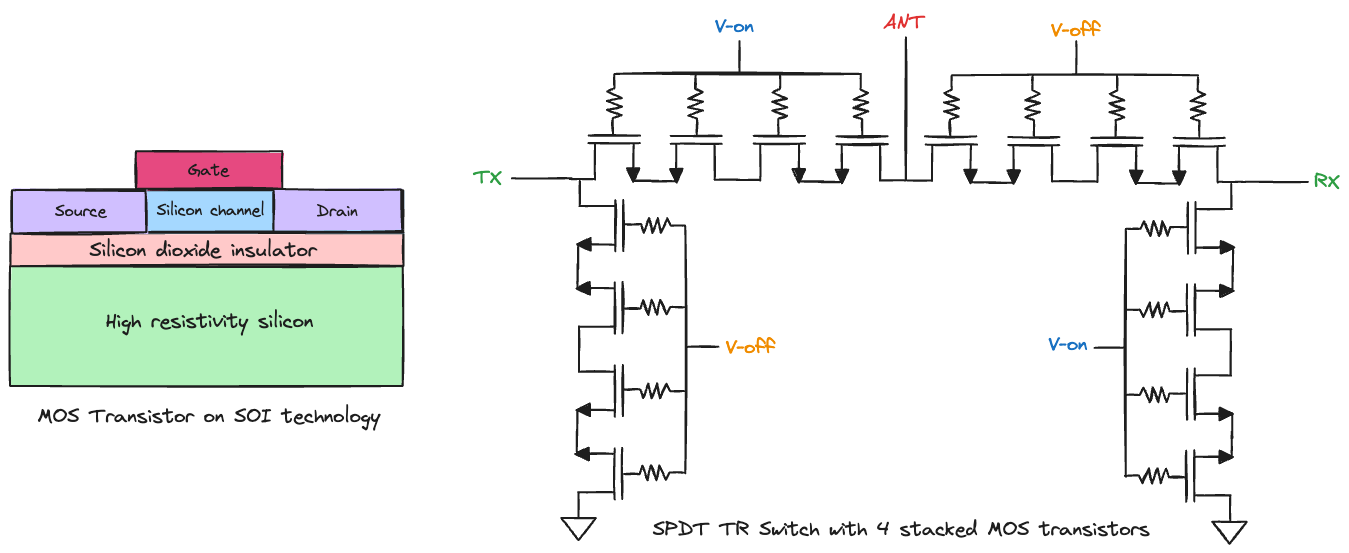 V-on
ANT
V-off
Gate
Source
Silicon channel
Drain
TX
RX
Silicon dioxide insulator
High resistivity silicon
V-off
V-on
MOS Transistor on SOI technology
SPDT TR Switch with 4 stacked MOS transistors